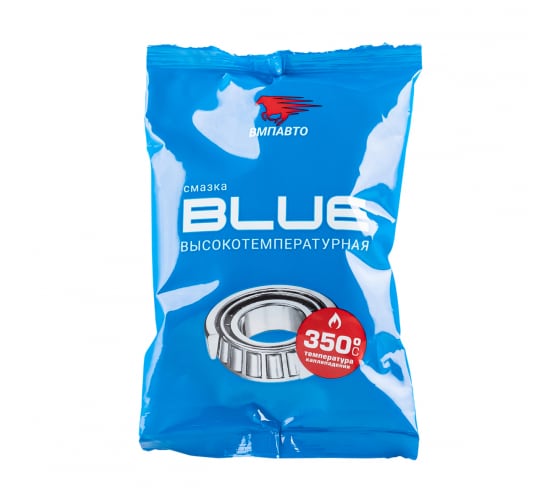 ВМПАВТО
смазка
BLUE
ВЫСОКОТЕМПЕРАТУРНАЯ
350°C
температура
каплепадения